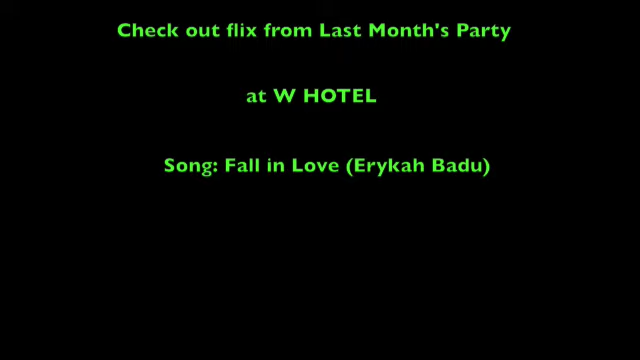 Check out flix from Last Month's Party
at W HOTEL
Song: Fall in Love (Erykah Badu)